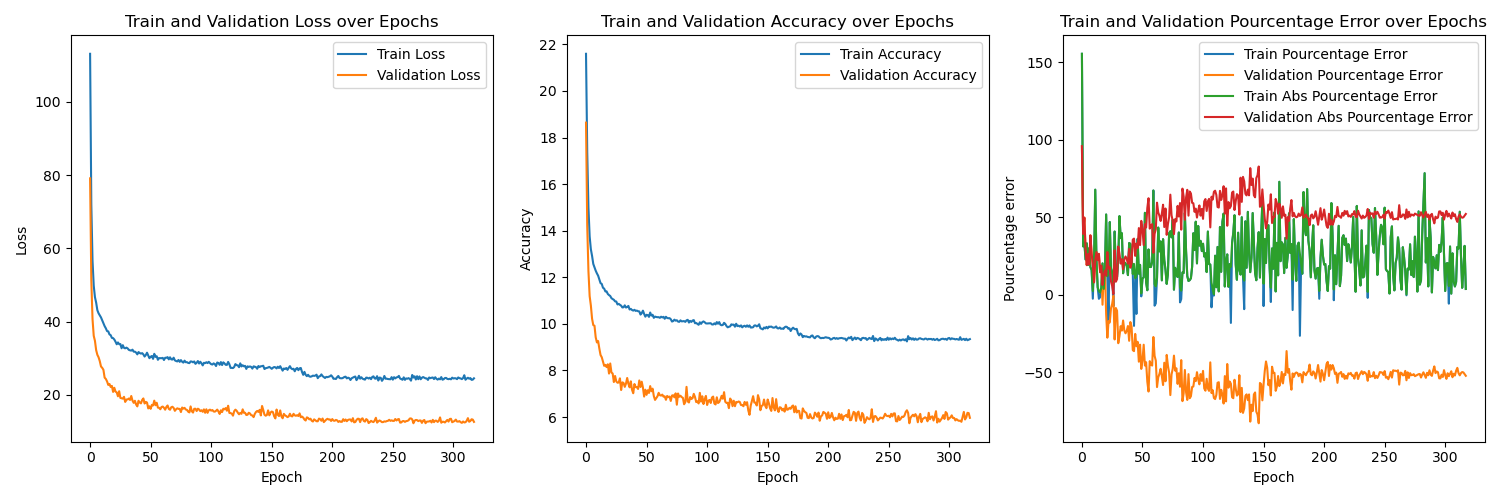 Train and Validation Loss over Epochs
Train Loss
Validation Loss
100
80
60
40
20
Loss
0
50
100
150
200
250
300
Epoch
Train and Validation Accuracy over Epochs
Train Accuracy
Validation Accuracy
22
20
18
16
14
12
10
8
6
Accuracy
0
50
100
150
200
250
300
Epoch
Train and Validation Pourcentage Error over Epochs
Train Pourcentage Error
Validation Pourcentage Error
Train Abs Pourcentage Error
Validation Abs Pourcentage Error
150
100
50
0
−50
Pourcentage error
0
50
100
150
200
250
300
Epoch